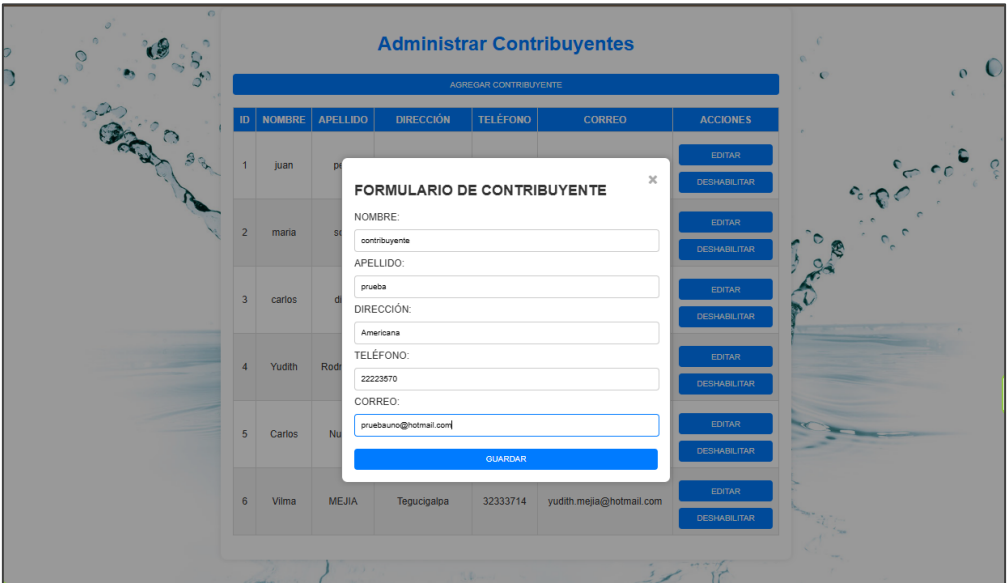 Administrar Contribuyentes
AGREGAR CONTRIBUYENTE
ID NOMBRE APELLIDO DIRECCIÓN TELÉFONO CORREO ACCIONES
1 juan EDITAR
DESHABILITAR
2 maria EDITAR
DESHABILITAR
3 carlos EDITAR
DESHABILITAR
4 Yudith EDITAR
DESHABILITAR
5 Carlos EDITAR
DESHABILITAR
6 Vilma MEJIA Tegucigalpa 32333714 yudith.mejia@hotmail.com EDITAR
DESHABILITAR
×
FORMULARIO DE CONTRIBUYENTE
NOMBRE:
contribuyente
APELLIDO:
prueba
DIRECCIÓN:
Americana
TELÉFONO:
22223570
CORREO:
pruebauno@hotmail.com
GUARDAR